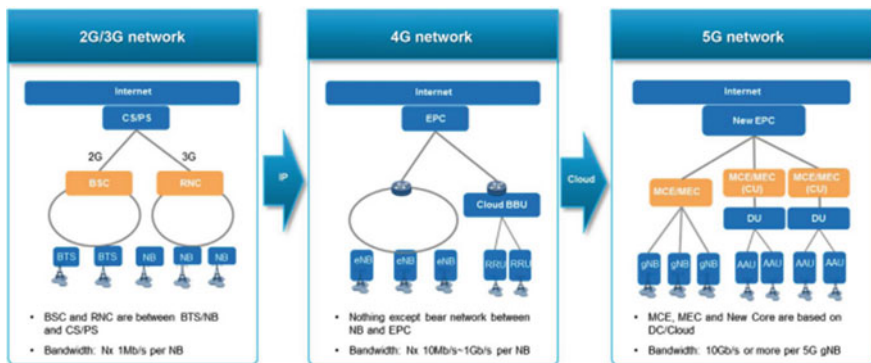 2G/3G network
Internet
CS/PS
2G
3G
BSC
RNC
BTS
BTS
NB
NB
NB
• BSC and RNC are between BTS/NB
and CS/PS
• Bandwidth: Nx 1Mb/s per NB
IP
4G network
Internet
EPC
Cloud BBU
eNB
eNB
eNB
RRU
RRU
• Nothing except bear network between
NB and EPC
• Bandwidth: Nx 10Mb/s~1Gb/s per NB
Cloud
5G network
Internet
New EPC
MCE/MEC
MCE/MEC
(CU)
MCE/MEC
(CU)
DU
DU
gNB
gNB
gNB
AAU
AAU
AAU
AAU
• MCE, MEC and New Core are based on
DC/Cloud
• Bandwidth: 10Gb/s or more per 5G gNB